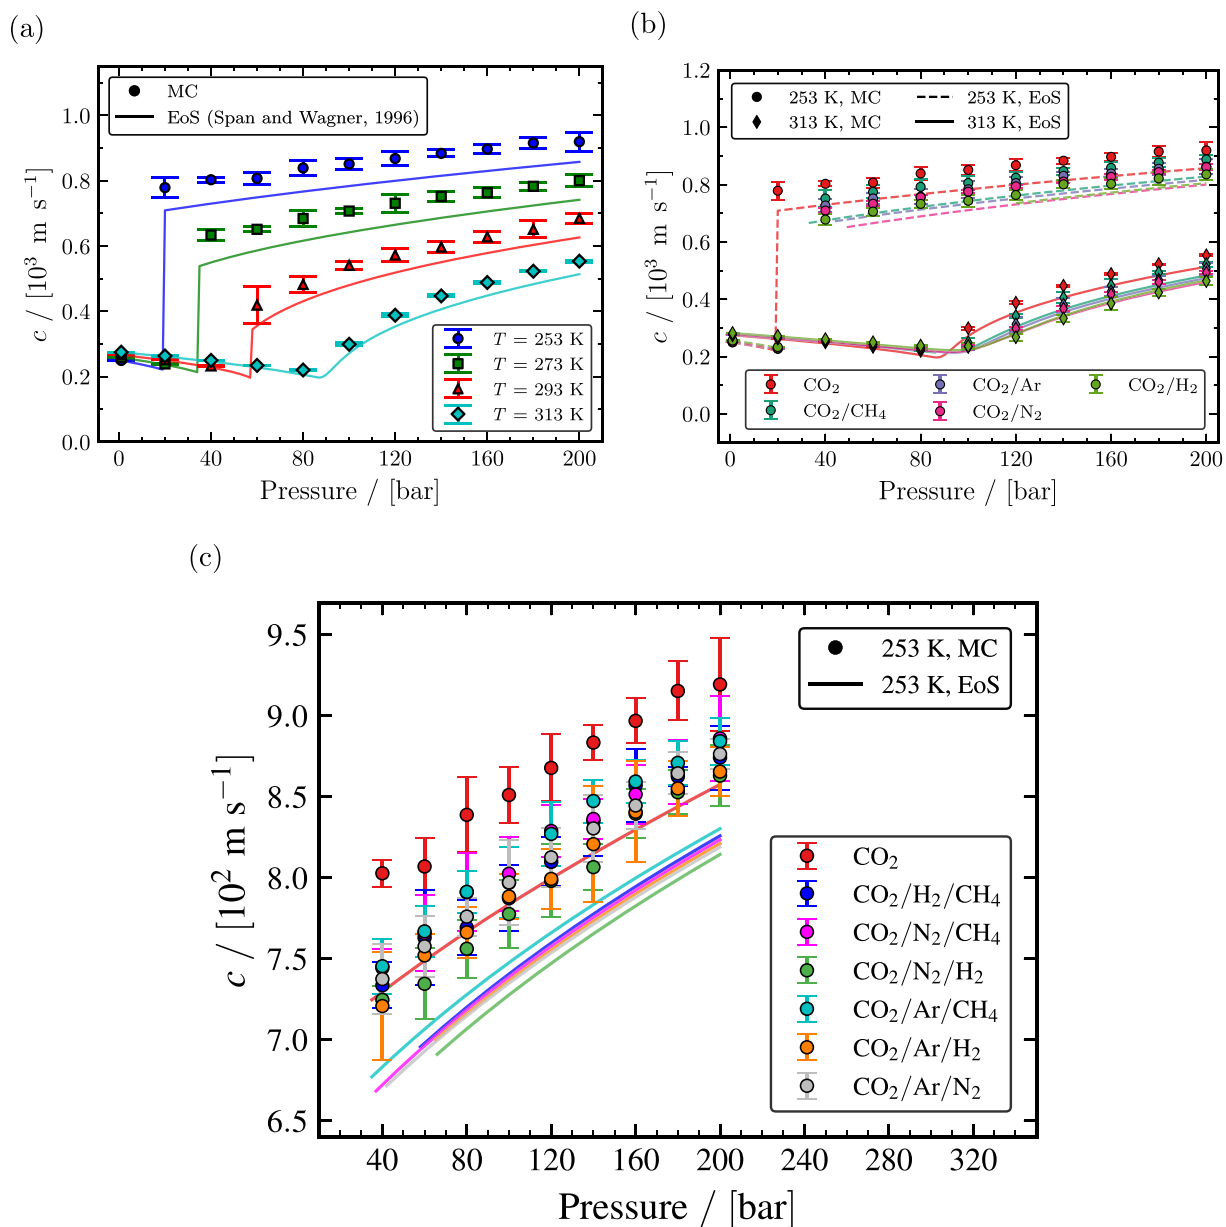 (a)
MC
EoS (Span and Wagner, 1996)
1.0
0.8
0.6
0.4
0.2
0.0
c / [10³ m s⁻¹]
T = 253 K
T = 273 K
T = 293 K
T = 313 K
0 40 80 120 160 200
Pressure / [bar]
(b)
253 K, MC 253 K, EoS
313 K, MC 313 K, EoS
1.2
1.0
0.8
0.6
0.4
0.2
0.0
c / [10³ m s⁻¹]
CO₂ CO₂/Ar CO₂/H₂
CO₂/CH₄ CO₂/N₂
0 40 80 120 160 200
Pressure / [bar]
(c)
253 K, MC
253 K, EoS
9.5
9.0
8.5
8.0
7.5
7.0
6.5
c / [10² m s⁻¹]
CO₂
CO₂/H₂/CH₄
CO₂/N₂/CH₄
CO₂/N₂/H₂
CO₂/Ar/CH₄
CO₂/Ar/H₂
CO₂/Ar/N₂
40 80 120 160 200 240 280 320
Pressure / [bar]